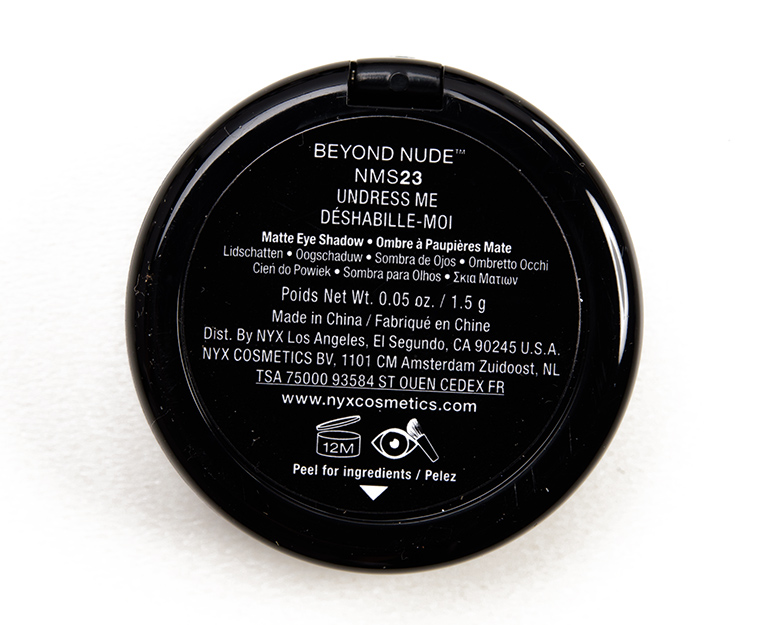 BEYOND NUDE™
NMS23
UNDRESS ME
DÉSHABILLE-MOI
Matte Eye Shadow • Ombre à Paupières Mate
Lidschatten • Oogschaduw • Sombra de Ojos • Ombretto Occhi
Cień do Powiek • Sombra para Olhos • Σκια Ματιων
Poids Net Wt. 0.05 oz. / 1.5 g
Made in China / Fabriqué en Chine
Dist. By NYX Los Angeles, El Segundo, CA 90245 U.S.A.
NYX COSMETICS BV, 1101 CM Amsterdam Zuidoost, NL
TSA 75000 93584 ST OUEN CEDEX FR
www.nyxcosmetics.com
12M
Peel for ingredients / Pelez